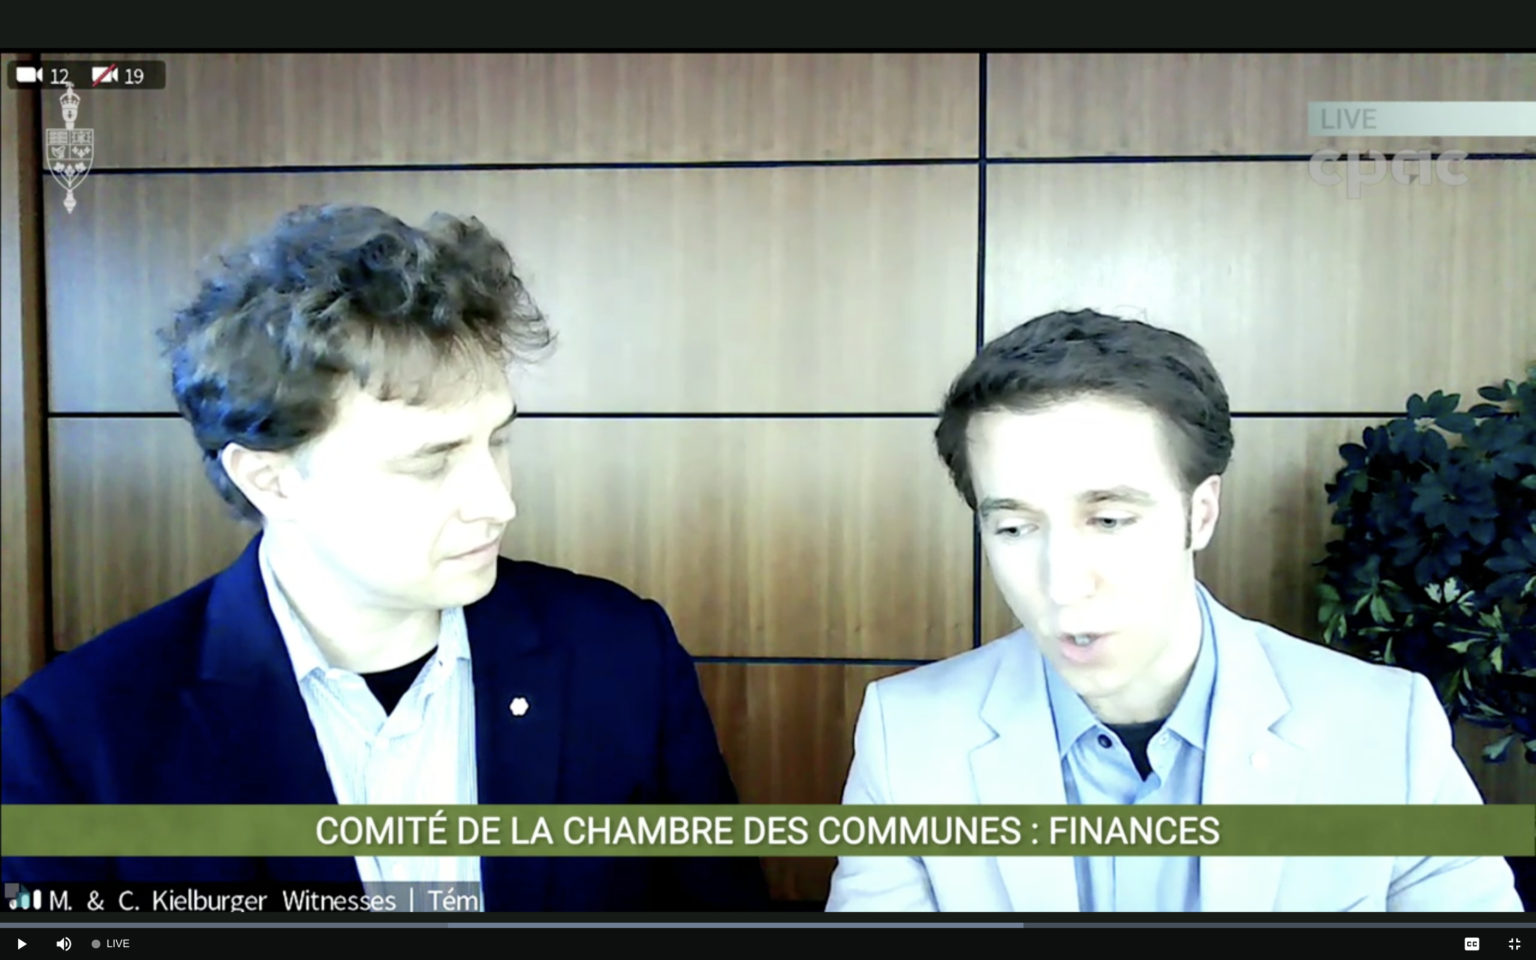 12 19
LIVE
cpac
COMITÉ DE LA CHAMBRE DES COMMUNES : FINANCES
M. & C. Kielburger Witnesses | Tém
LIVE
CC